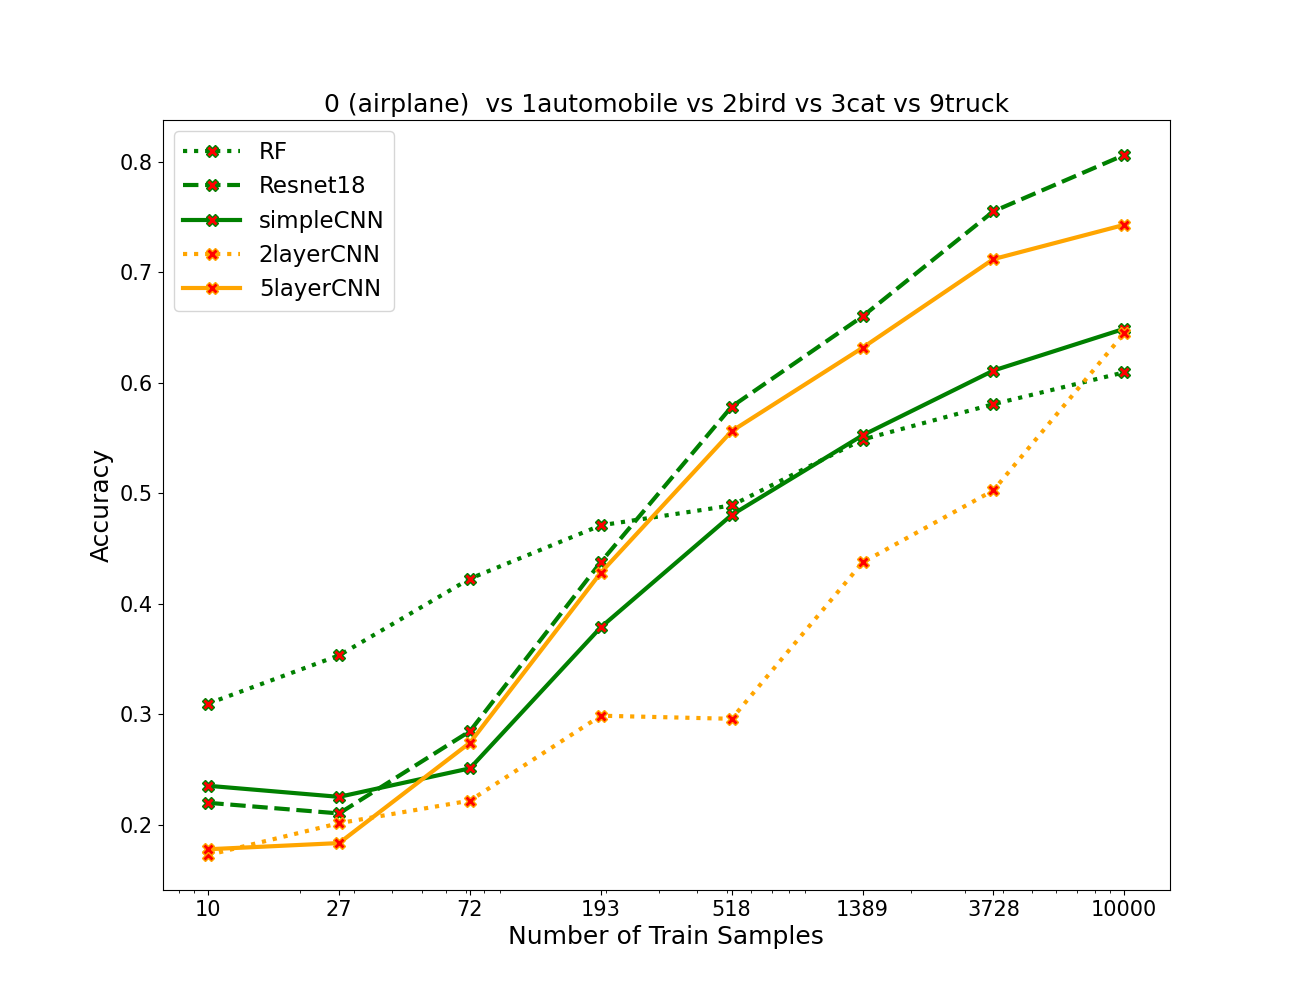 0 (airplane)  vs 1automobile vs 2bird vs 3cat vs 9truck
RF
Resnet18
simpleCNN
2layerCNN
5layerCNN
Accuracy
0.8
0.7
0.6
0.5
0.4
0.3
0.2
10 27 72 193 518 1389 3728 10000
Number of Train Samples